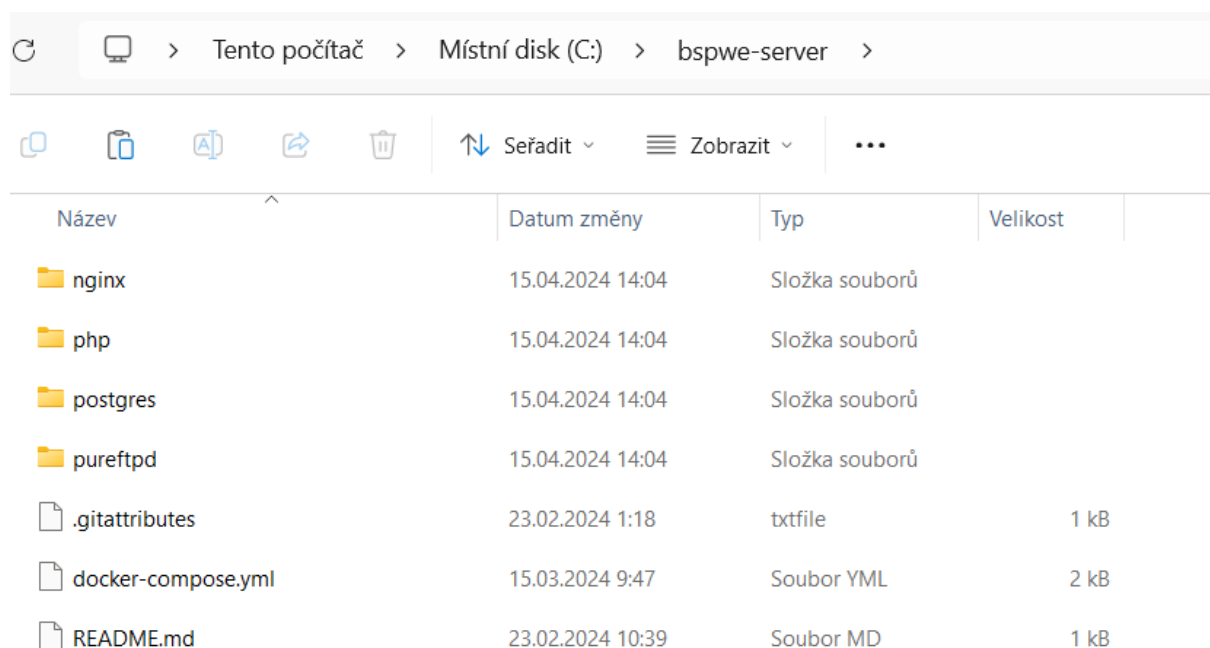 Tento počítač > Místní disk (C:) > bspwe-server >
Seřadit Zobrazit ...
Název Datum změny Typ Velikost
nginx 15.04.2024 14:04 Složka souborů
php 15.04.2024 14:04 Složka souborů
postgres 15.04.2024 14:04 Složka souborů
pureftpd 15.04.2024 14:04 Složka souborů
.gitattributes 23.02.2024 1:18 txtfile 1 kB
docker-compose.yml 15.03.2024 9:47 Soubor YML 2 kB
README.md 23.02.2024 10:39 Soubor MD 1 kB